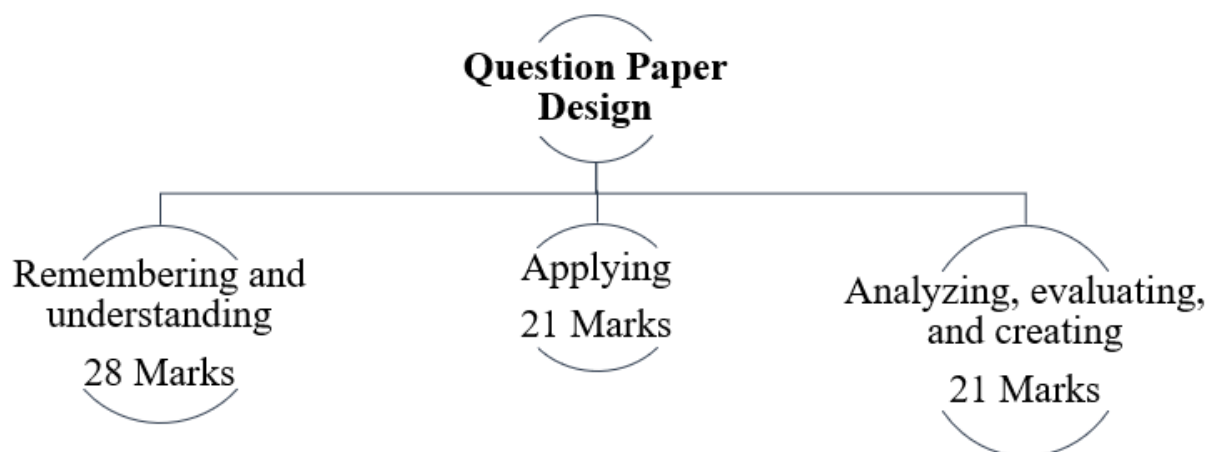 Question Paper
Design
Remembering and
understanding
28 Marks
Applying
21 Marks
Analyzing, evaluating,
and creating
21 Marks